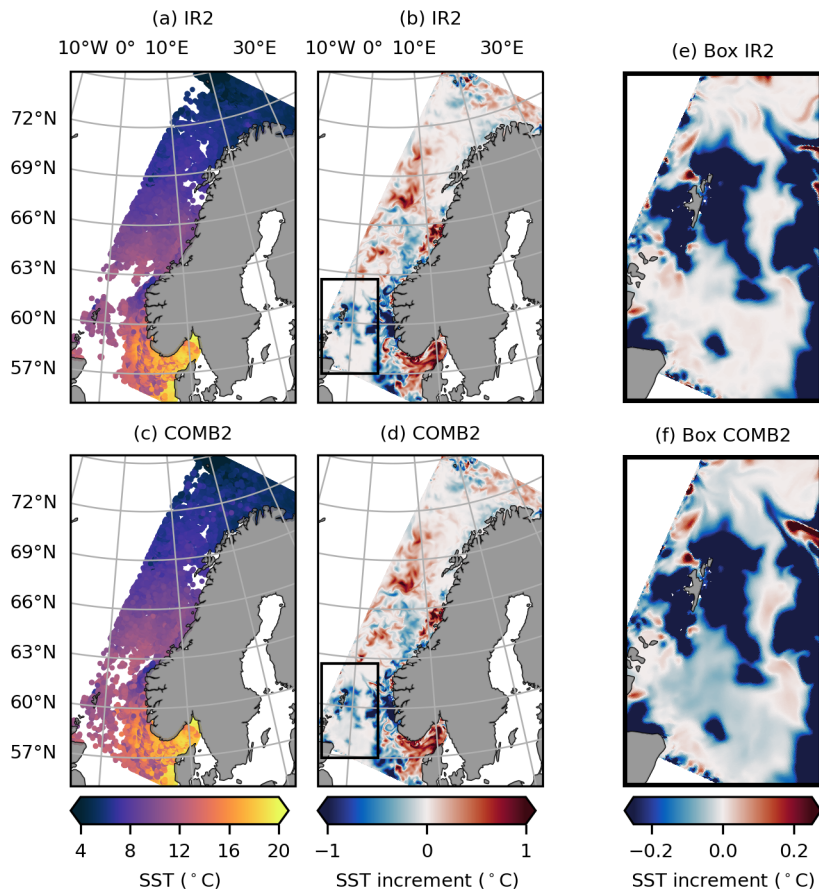 (a) IR2
(b) IR2
10°W 0° 30°E
10°W 0° 30°E
(e) Box IR2
72°N
69°N
66°N
63°N
60°N
57°N
10°E
10°E
(c) COMB2
(d) COMB2
(f) Box COMB2
72°N
69°N
66°N
63°N
60°N
57°N
10°E
10°E
4 8 12 16 20
−1 0 1
−0.2 0.0 0.2
SST (°C)
SST increment (°C)
SST increment (°C)